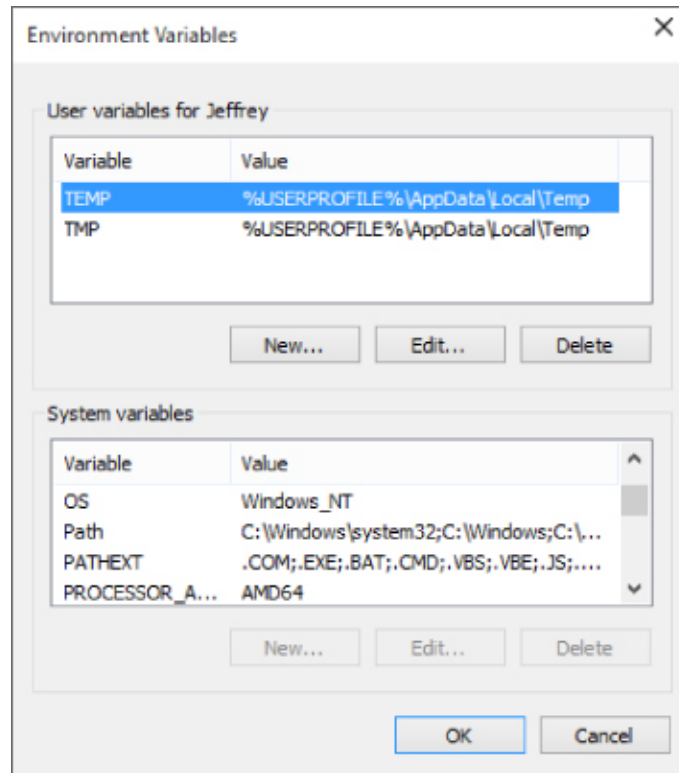 Environment Variables
User variables for Jeffrey
Variable Value
TEMP %USERPROFILE%\AppData\Local\Temp
TMP %USERPROFILE%\AppData\Local\Temp
New... Edit... Delete
System variables
Variable Value
OS Windows_NT
Path C:\Windows\system32;C:\Windows;C:\...
PATHEXT .COM;.EXE;.BAT;.CMD;.VBS;.VBE;.JS;....
PROCESSOR_A... AMD64
New... Edit... Delete
OK Cancel